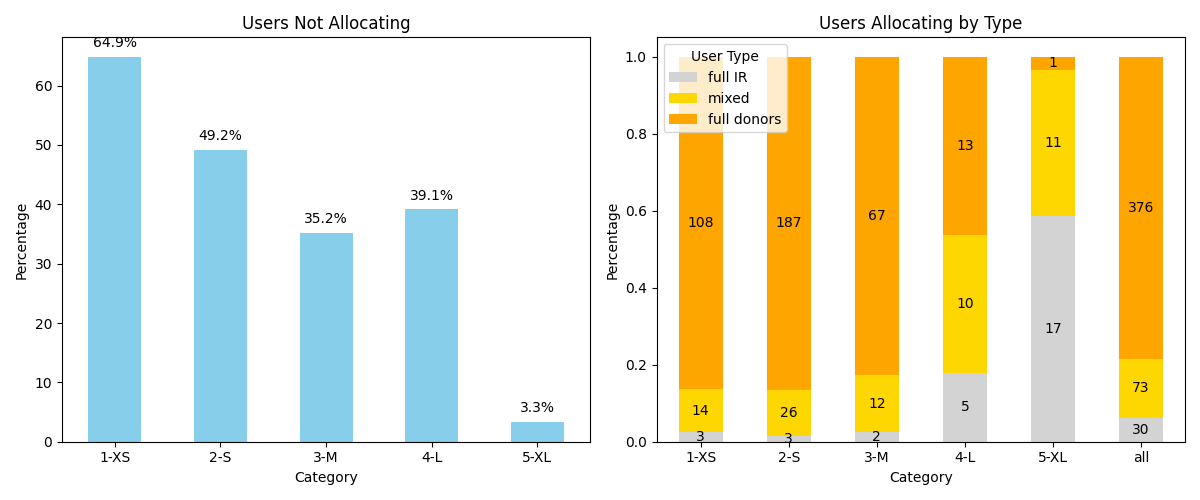 Users Not Allocating
64.9%
49.2%
35.2%
39.1%
3.3%
60
50
40
30
20
10
0
Percentage
1-XS 2-S 3-M 4-L 5-XL
Category
Users Allocating by Type
User Type
full IR
mixed
full donors
1.0
0.8
0.6
0.4
0.2
0.0
Percentage
108 187 67 13 1 376
14 26 12 10 11 73
3 3 2 5 17 30
1-XS 2-S 3-M 4-L 5-XL all
Category